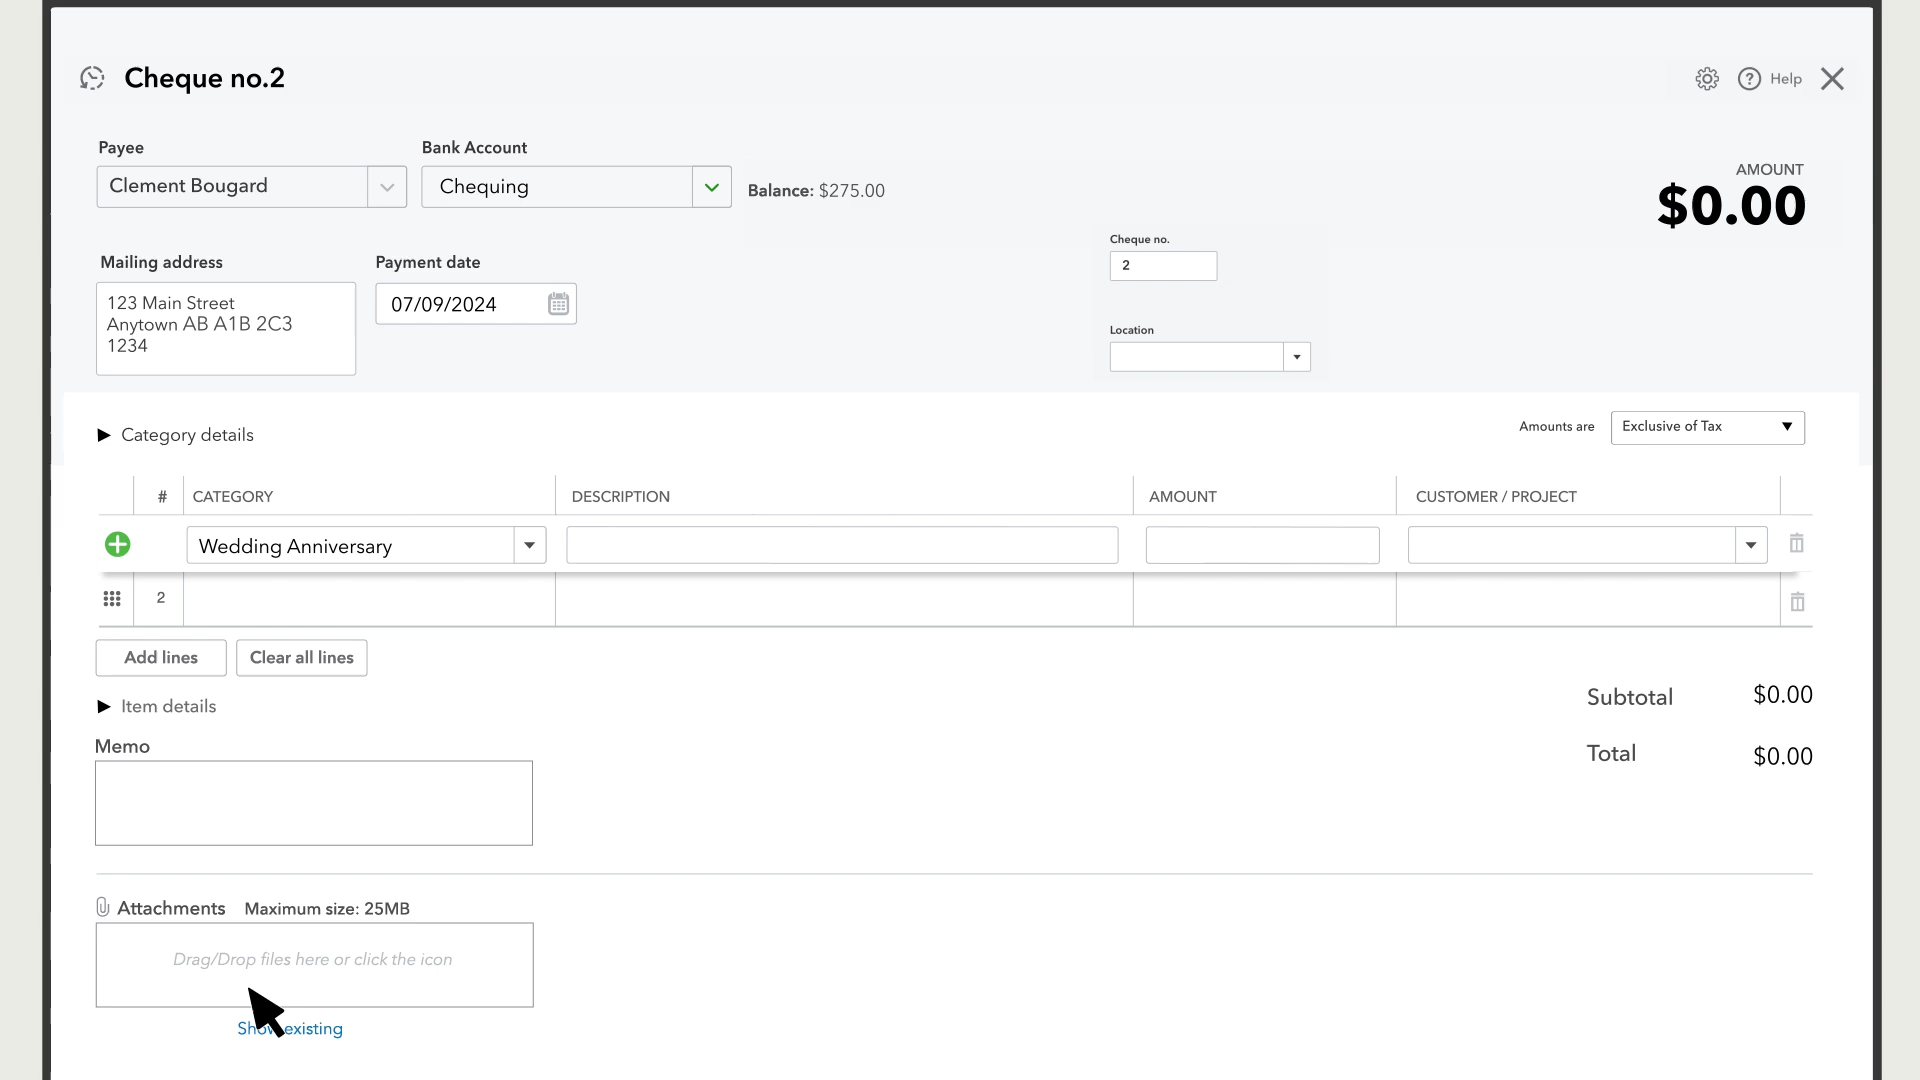 Cheque no.2
Help
Payee
Bank Account
Clement Bougard
Chequing
Balance: $275.00
AMOUNT
$0.00
Cheque no.
2
Mailing address
Payment date
123 Main Street
Anytown AB A1B 2C3
1234
07/09/2024
Location
Category details
Amounts are
Exclusive of Tax
# CATEGORY DESCRIPTION AMOUNT CUSTOMER / PROJECT
Wedding Anniversary
2
Add lines
Clear all lines
Item details
Subtotal $0.00
Memo
Total $0.00
Attachments Maximum size: 25MB
Drag/Drop files here or click the icon
Show existing